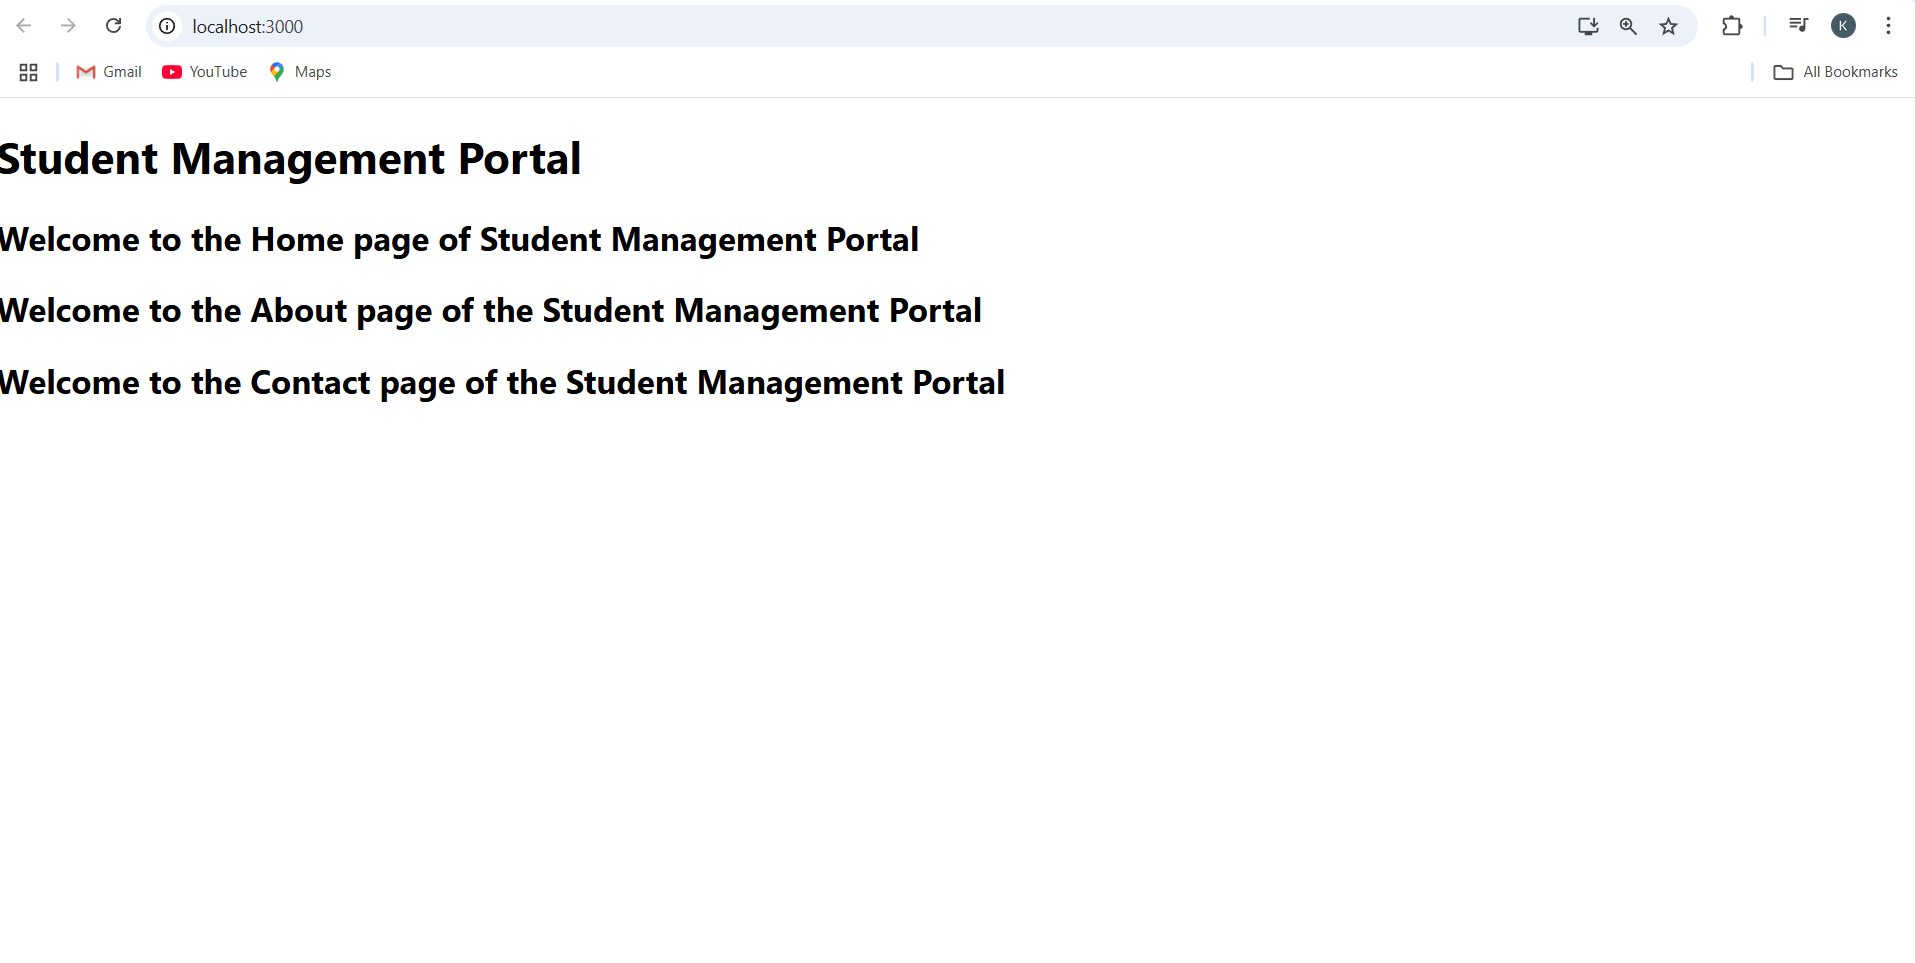 localhost:3000
K
Gmail YouTube Maps All Bookmarks
Student Management Portal
Welcome to the Home page of Student Management Portal
Welcome to the About page of the Student Management Portal
Welcome to the Contact page of the Student Management Portal